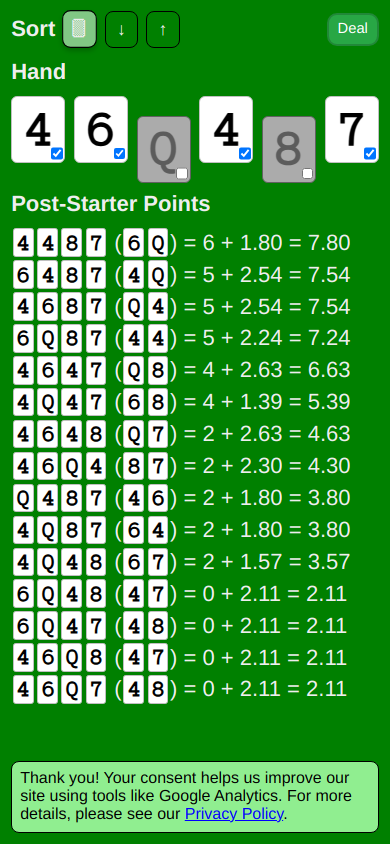 Sort ↓ ↑ Deal
Hand
4 6 Q 4 8 7
Post-Starter Points
4 4 8 7 (6 Q) = 6 + 1.80 = 7.80
6 4 8 7 (4 Q) = 5 + 2.54 = 7.54
4 6 8 7 (Q 4) = 5 + 2.54 = 7.54
6 Q 8 7 (4 4) = 5 + 2.24 = 7.24
4 6 4 7 (Q 8) = 4 + 2.63 = 6.63
4 Q 4 7 (6 8) = 4 + 1.39 = 5.39
4 6 4 8 (Q 7) = 2 + 2.63 = 4.63
4 6 Q 4 (8 7) = 2 + 2.30 = 4.30
Q 4 8 7 (4 6) = 2 + 1.80 = 3.80
4 Q 8 7 (6 4) = 2 + 1.80 = 3.80
4 Q 4 8 (6 7) = 2 + 1.57 = 3.57
6 Q 4 8 (4 7) = 0 + 2.11 = 2.11
6 Q 4 7 (4 8) = 0 + 2.11 = 2.11
4 6 Q 8 (4 7) = 0 + 2.11 = 2.11
4 6 Q 7 (4 8) = 0 + 2.11 = 2.11
Thank you! Your consent helps us improve our
site using tools like Google Analytics. For more
details, please see our Privacy Policy.